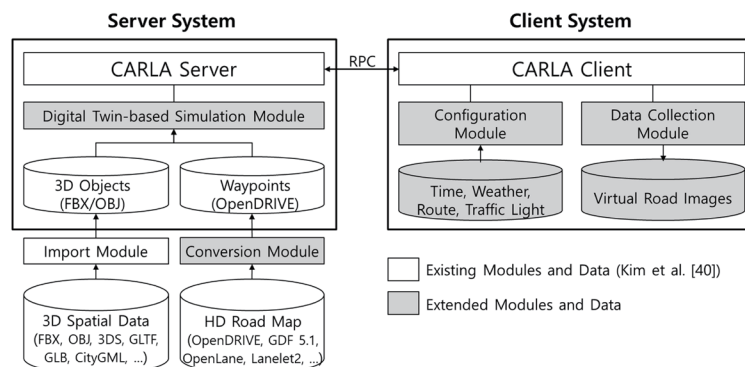 Server System
Client System
CARLA Server
RPC
CARLA Client
Digital Twin-based Simulation Module
Configuration
Module
Data Collection
Module
3D Objects
(FBX/OBJ)
Waypoints
(OpenDRIVE)
Time, Weather,
Route, Traffic Light
Virtual Road Images
Import Module
Conversion Module
Existing Modules and Data (Kim et al. [40])
Extended Modules and Data
3D Spatial Data
(FBX, OBJ, 3DS, GLTF,
GLB, CityGML, ...)
HD Road Map
(OpenDRIVE, GDF 5.1,
OpenLane, Lanelet2, ...)